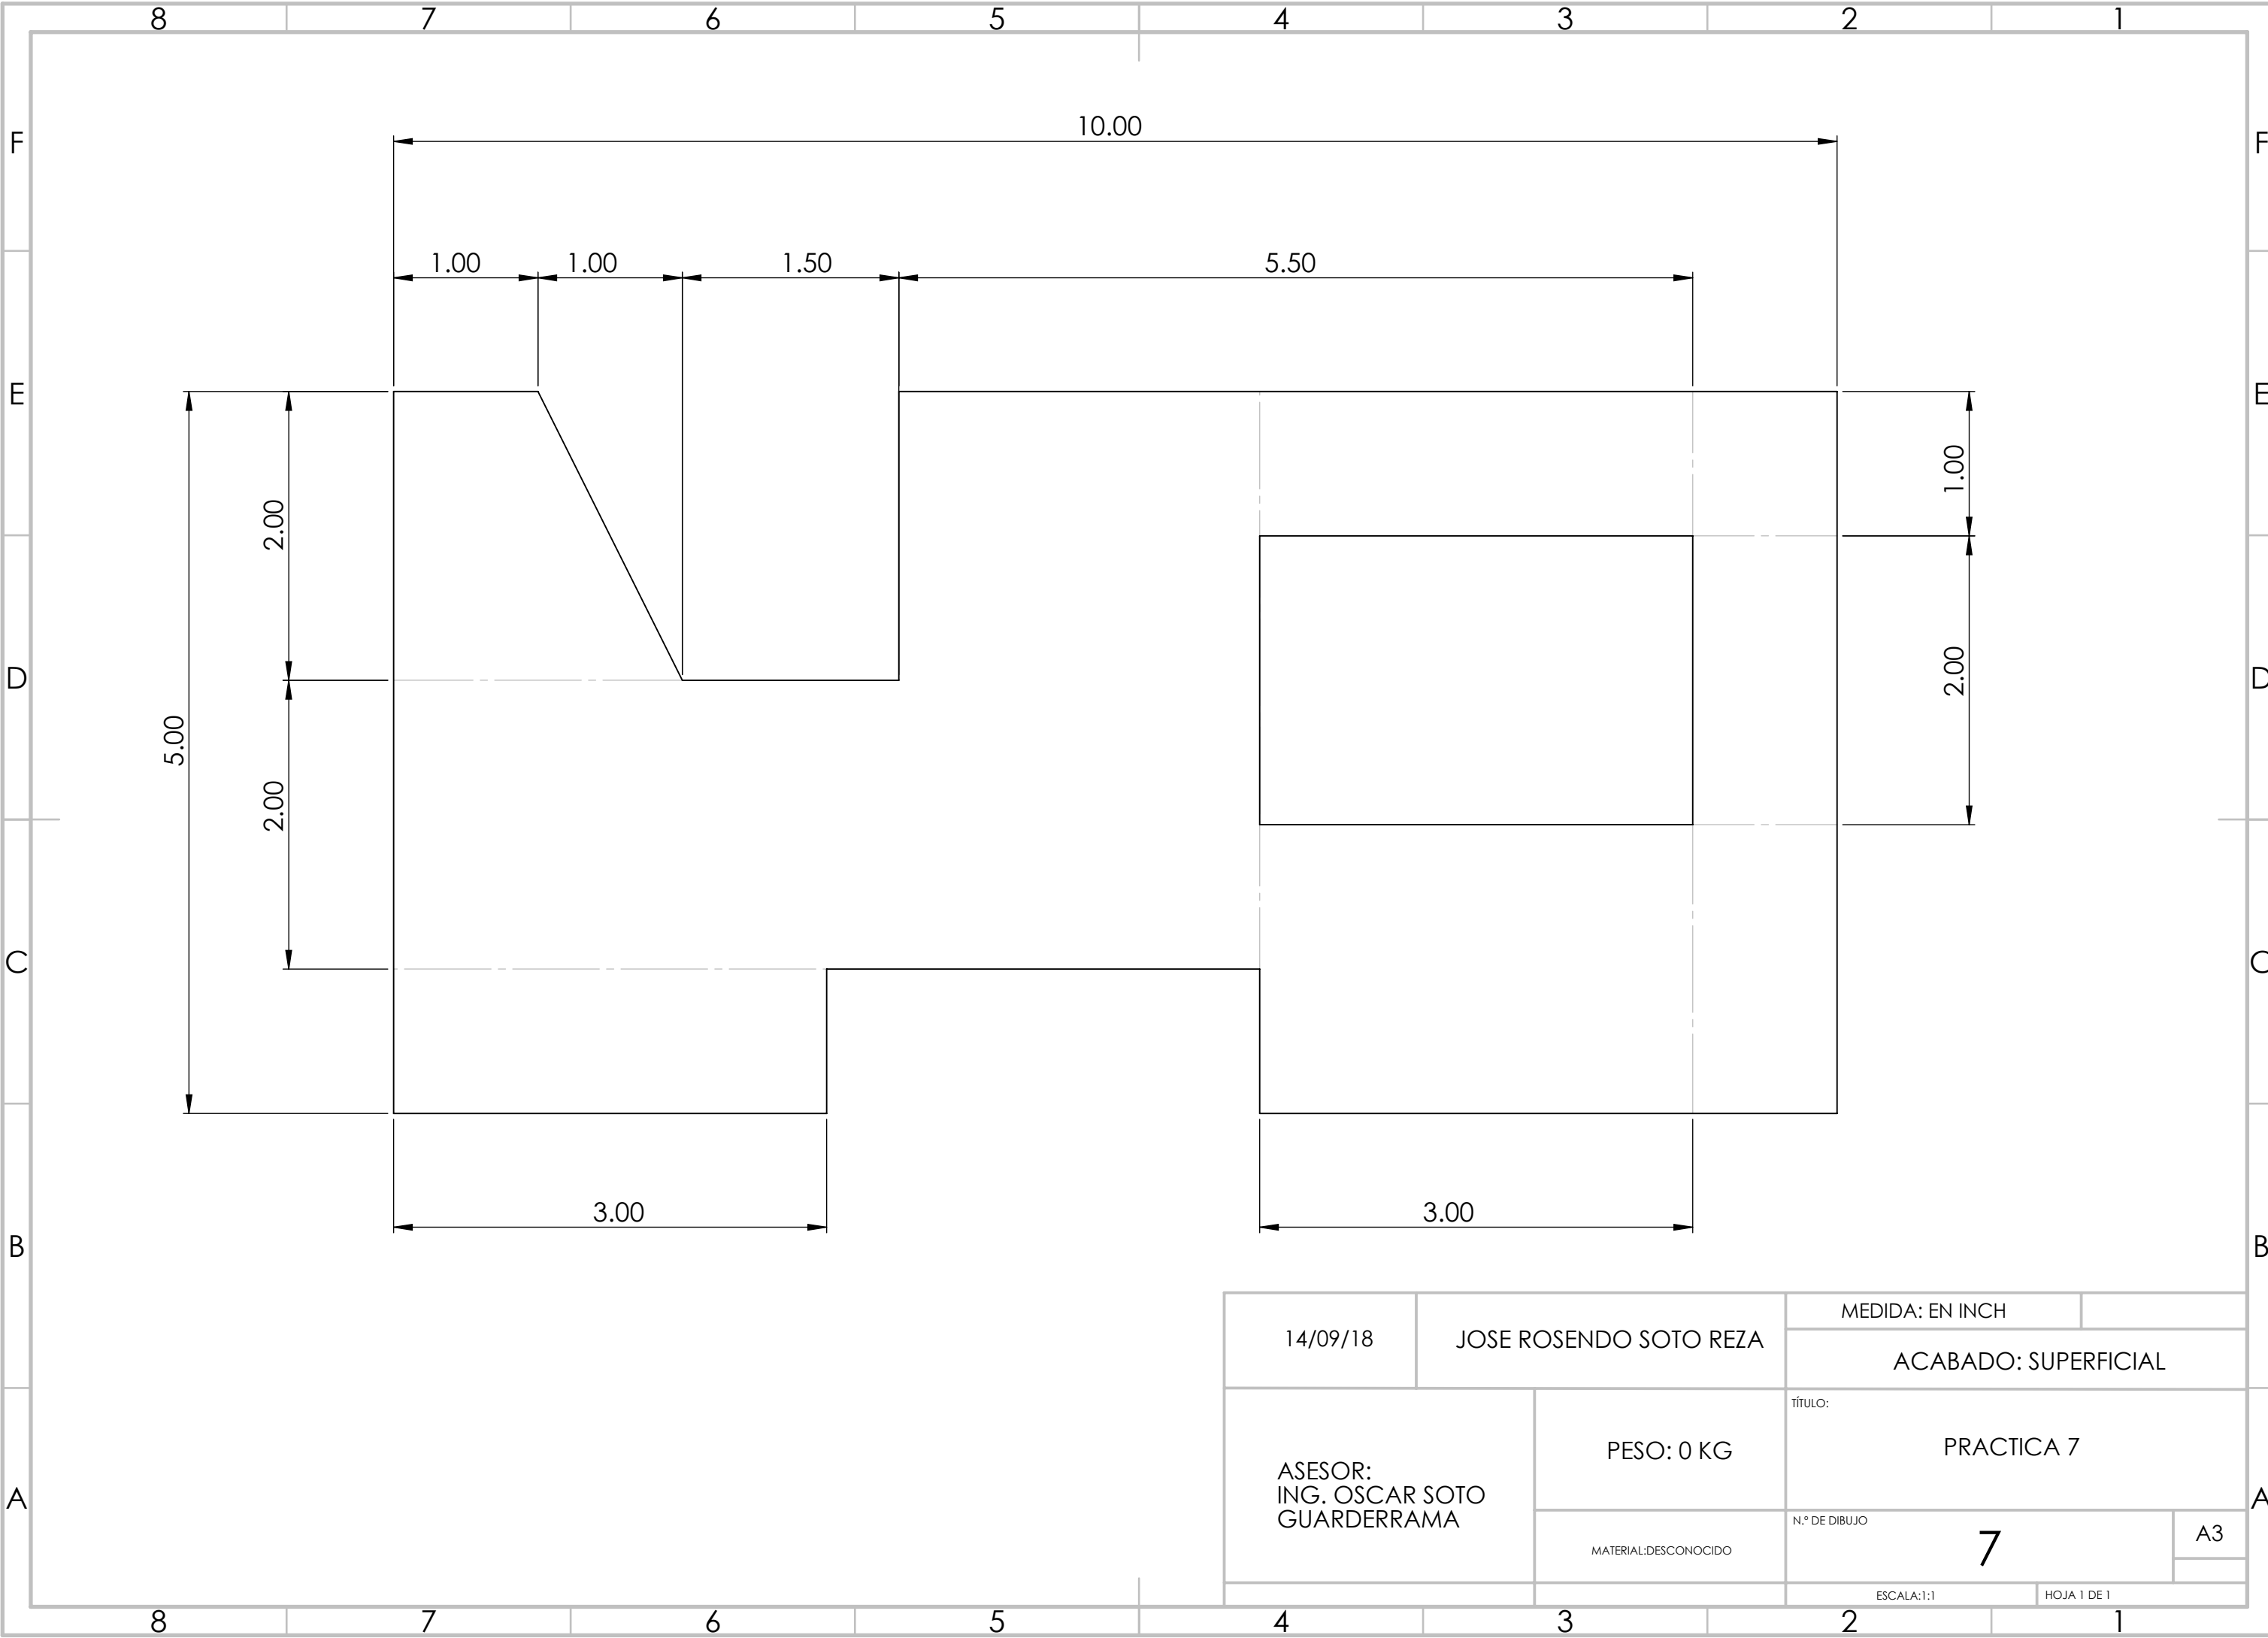 8 7 6 5 4 3 2 1
F F
10.00
1.00 1.00 1.50 5.50
E E
1.00
2.00
D D
2.00
5.00
2.00
C C
3.00 3.00
B B
14/09/18
JOSE ROSENDO SOTO REZA
MEDIDA: EN INCH
ACABADO: SUPERFICIAL
ASESOR:
ING. OSCAR SOTO
GUARDERRAMA
PESO: 0 KG
TÍTULO:
PRACTICA 7
A A
MATERIAL:DESCONOCIDO
N.º DE DIBUJO
7
A3
ESCALA:1:1
HOJA 1 DE 1
8 7 6 5 4 3 2 1